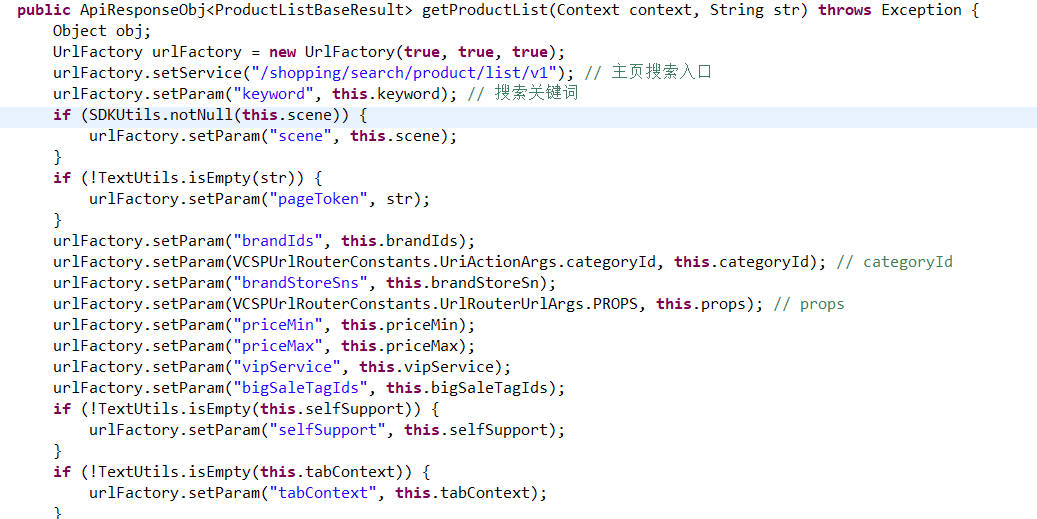 public ApiResponseObj<ProductListBaseResult> getProductList(Context context, String str) throws Exception {
Object obj;
UrlFactory urlFactory = new UrlFactory(true, true, true);
urlFactory.setService("/shopping/search/product/list/v1"); // 主页搜索入口
urlFactory.setParam("keyword", this.keyword); // 搜索关键词
if (SDKUtils.notNull(this.scene)) {
urlFactory.setParam("scene", this.scene);
}
if (!TextUtils.isEmpty(str)) {
urlFactory.setParam("pageToken", str);
}
urlFactory.setParam("brandIds", this.brandIds);
urlFactory.setParam(VCSPUrlRouterConstants.UriActionArgs.categoryId, this.categoryId); // categoryId
urlFactory.setParam("brandStoreSns", this.brandStoreSn);
urlFactory.setParam(VCSPUrlRouterConstants.UrlRouterUrlArgs.PROPS, this.props); // props
urlFactory.setParam("priceMin", this.priceMin);
urlFactory.setParam("priceMax", this.priceMax);
urlFactory.setParam("vipService", this.vipService);
urlFactory.setParam("bigSaleTagIds", this.bigSaleTagIds);
if (!TextUtils.isEmpty(this.selfSupport)) {
urlFactory.setParam("selfSupport", this.selfSupport);
}
if (!TextUtils.isEmpty(this.tabContext)) {
urlFactory.setParam("tabContext", this.tabContext);
}